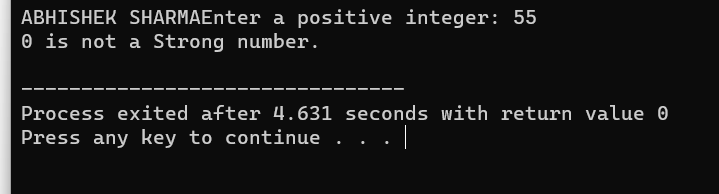 ABHISHEK SHARMAEnter a positive integer: 55
0 is not a Strong number.
--------------------------------
Process exited after 4.631 seconds with return value 0
Press any key to continue . . .